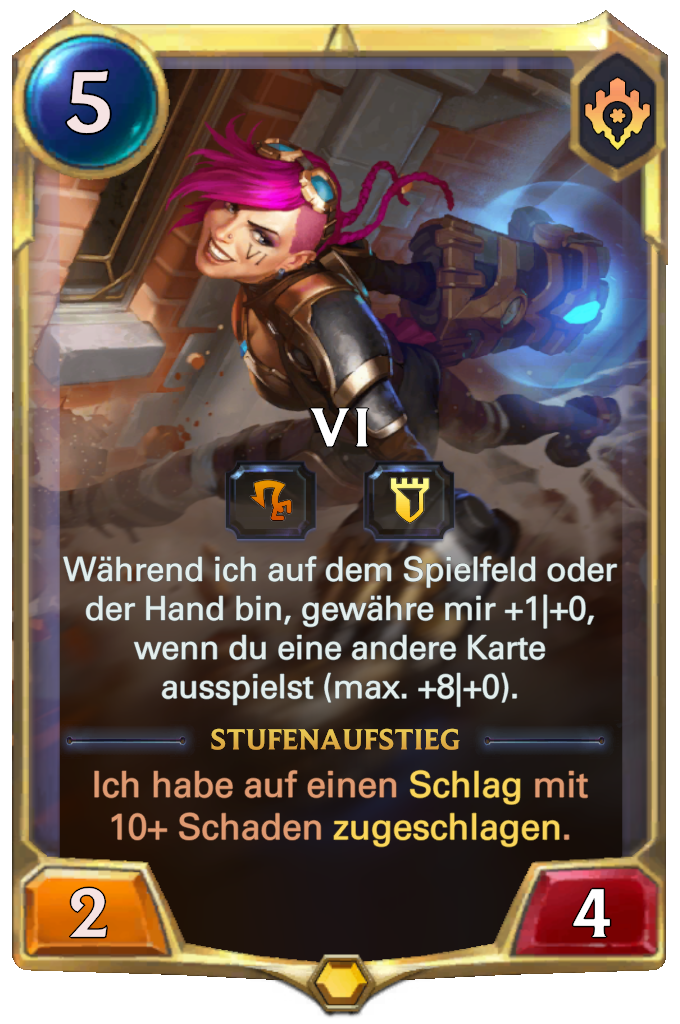 5
VI
VI
Während ich auf dem Spielfeld oder
der Hand bin, gewähre mir +1|+0,
wenn du eine andere Karte
ausspielst (max. +8|+0).
STUFENAUFSTIEG
Ich habe auf einen Schlag mit
10+ Schaden zugeschlagen.
2
4